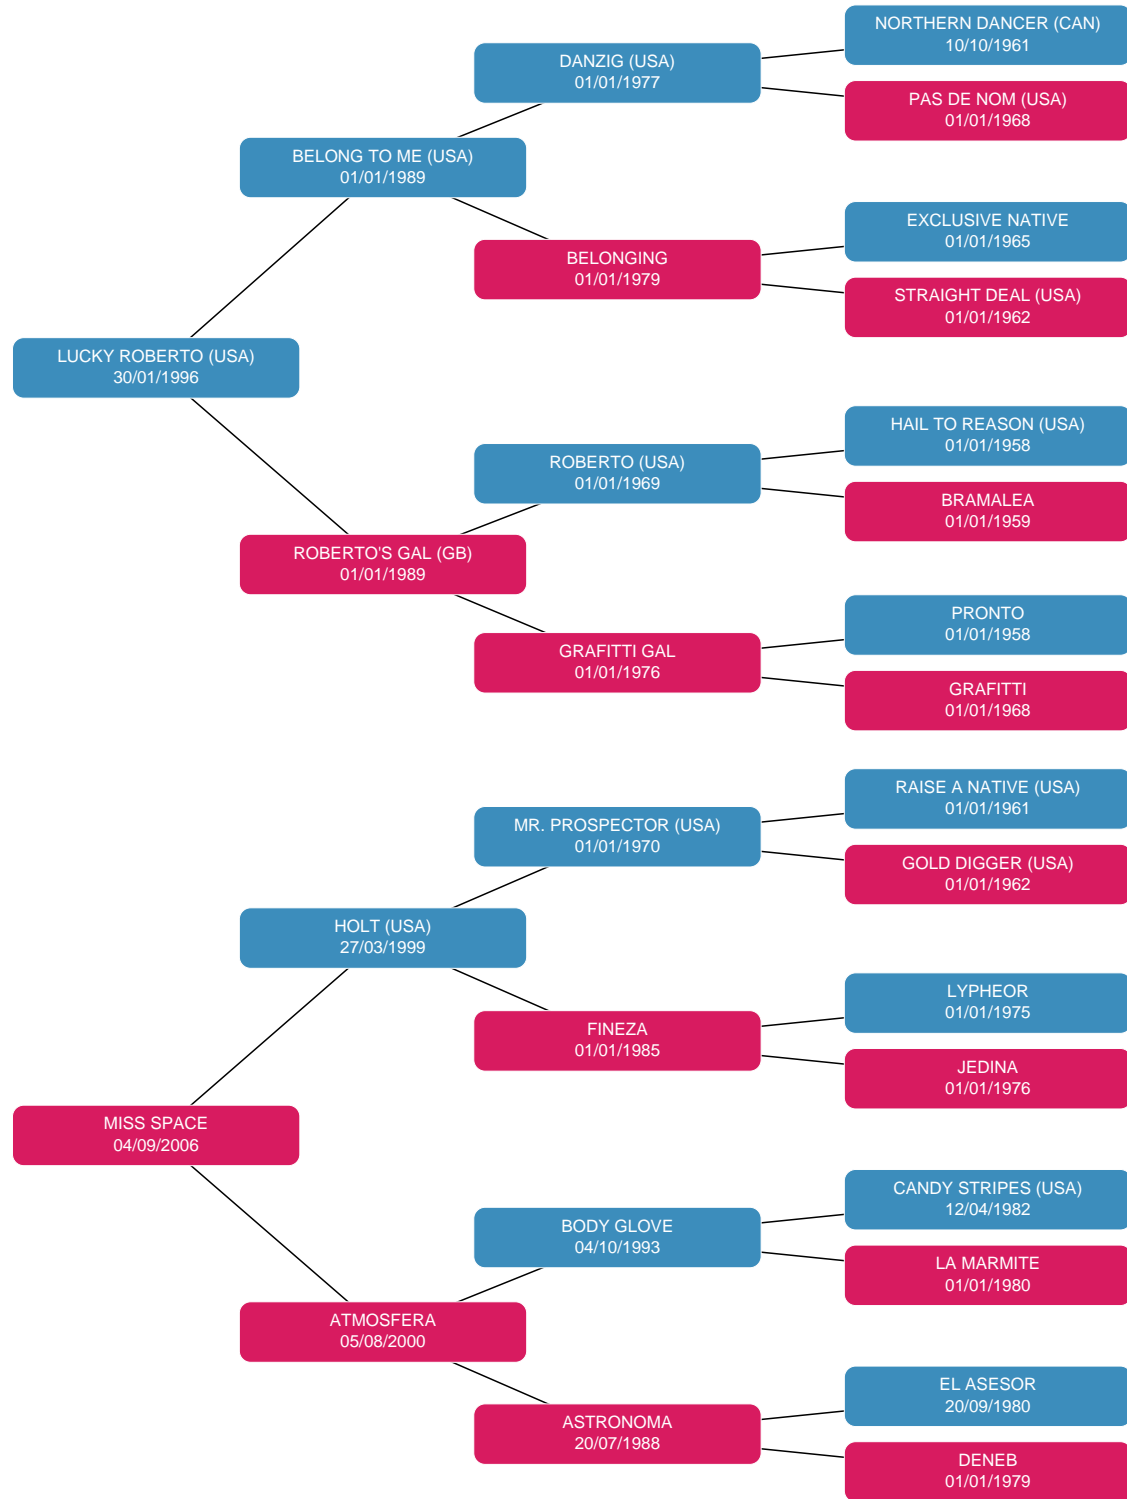 NORTHERN DANCER (CAN)
10/10/1961
DANZIG (USA)
01/01/1977
PAS DE NOM (USA)
01/01/1968
BELONG TO ME (USA)
01/01/1989
EXCLUSIVE NATIVE
01/01/1965
BELONGING
01/01/1979
STRAIGHT DEAL (USA)
01/01/1962
LUCKY ROBERTO (USA)
30/01/1996
HAIL TO REASON (USA)
01/01/1958
ROBERTO (USA)
01/01/1969
BRAMALEA
01/01/1959
ROBERTO'S GAL (GB)
01/01/1989
PRONTO
01/01/1958
GRAFITTI GAL
01/01/1976
GRAFITTI
01/01/1968
RAISE A NATIVE (USA)
01/01/1961
MR. PROSPECTOR (USA)
01/01/1970
GOLD DIGGER (USA)
01/01/1962
HOLT (USA)
27/03/1999
LYPHEOR
01/01/1975
FINEZA
01/01/1985
JEDINA
01/01/1976
MISS SPACE
04/09/2006
CANDY STRIPES (USA)
12/04/1982
BODY GLOVE
04/10/1993
LA MARMITE
01/01/1980
ATMOSFERA
05/08/2000
EL ASESOR
20/09/1980
ASTRONOMA
20/07/1988
DENEB
01/01/1979